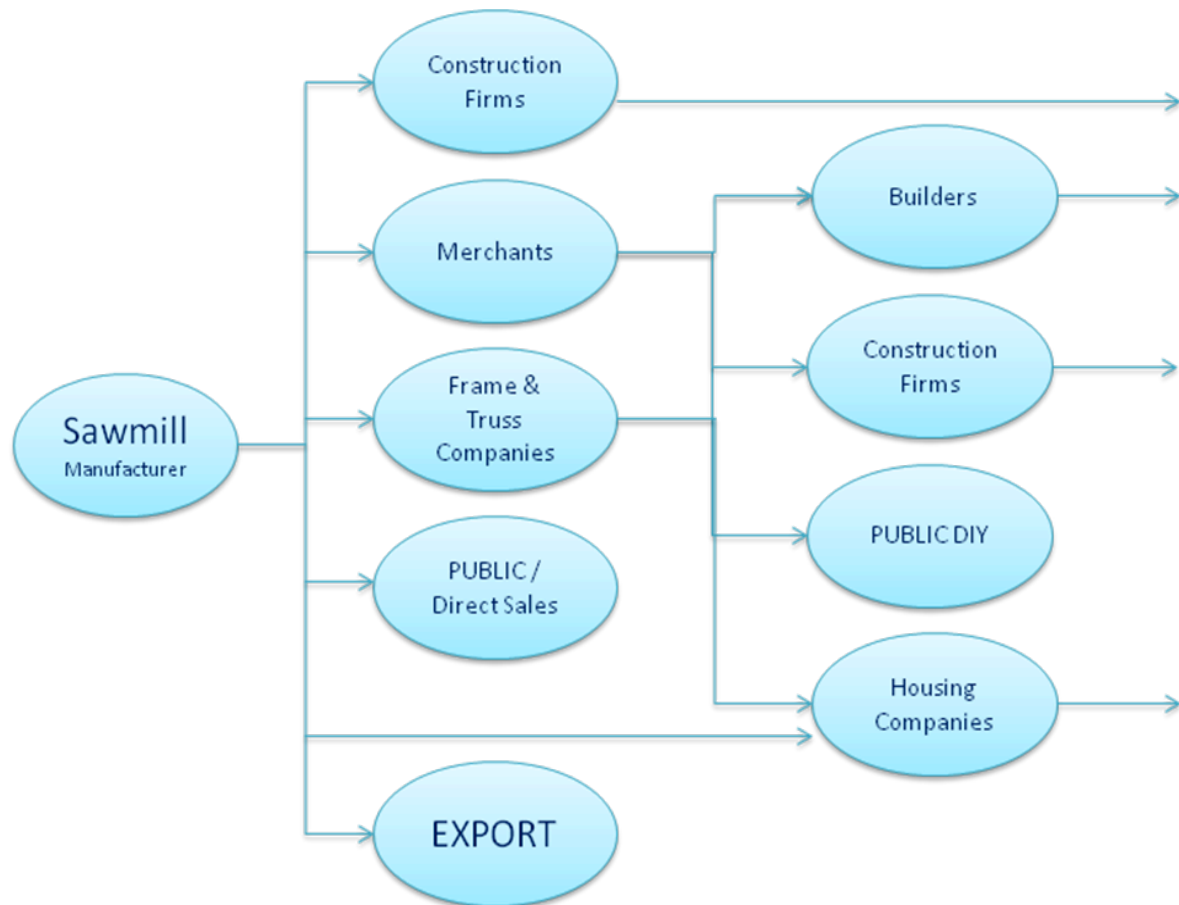 Construction
Firms
Builders
Merchants
Construction
Firms
Frame &
Truss
Companies
Sawmill
Manufacturer
PUBLIC DIY
PUBLIC /
Direct Sales
Housing
Companies
EXPORT